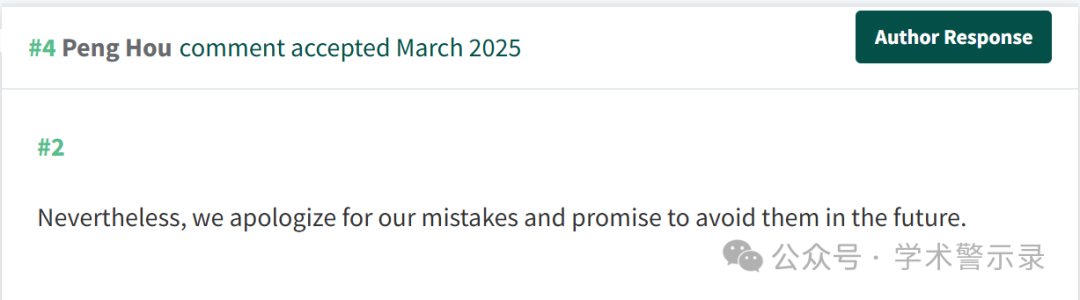 #4 Peng Hou comment accepted March 2025
Author Response
#2
Nevertheless, we apologize for our mistakes and promise to avoid them in the future.
公众号 · 学术警示录